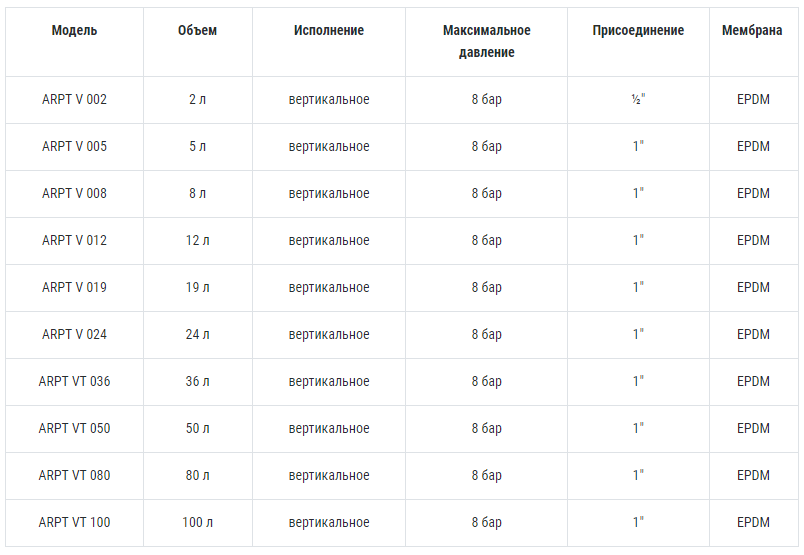 Модель Объем Исполнение Максимальное давление Присоединение Мембрана
ARPT V 002 2 л вертикальное 8 бар ½" EPDM
ARPT V 005 5 л вертикальное 8 бар 1" EPDM
ARPT V 008 8 л вертикальное 8 бар 1" EPDM
ARPT V 012 12 л вертикальное 8 бар 1" EPDM
ARPT V 019 19 л вертикальное 8 бар 1" EPDM
ARPT V 024 24 л вертикальное 8 бар 1" EPDM
ARPT VT 036 36 л вертикальное 8 бар 1" EPDM
ARPT VT 050 50 л вертикальное 8 бар 1" EPDM
ARPT VT 080 80 л вертикальное 8 бар 1" EPDM
ARPT VT 100 100 л вертикальное 8 бар 1" EPDM